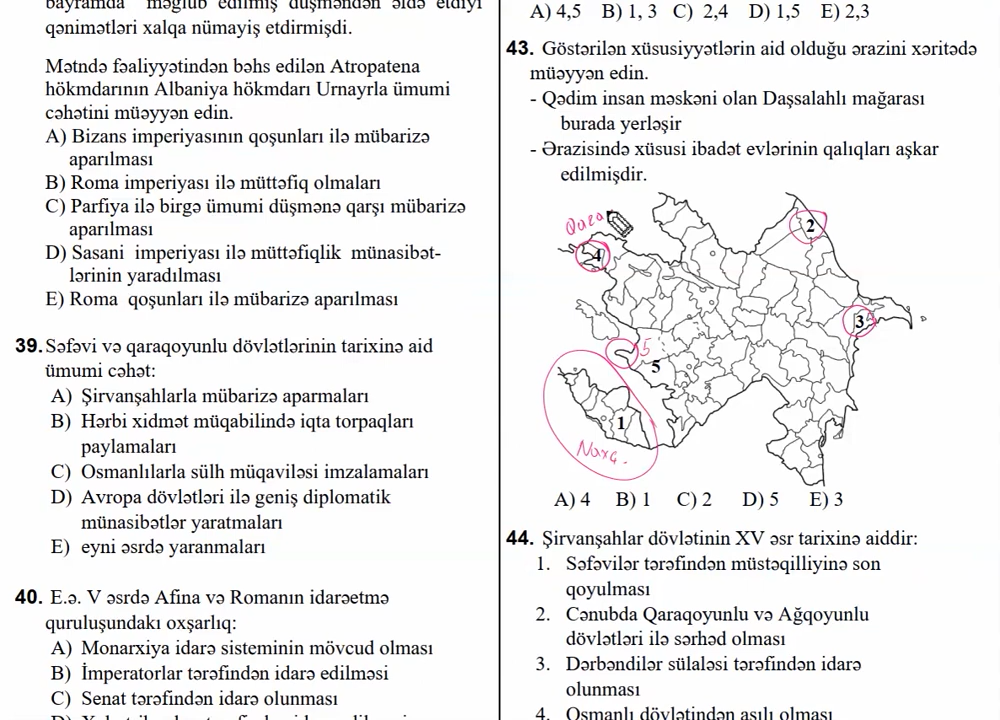 qənimətləri xalqa nümayiş etdirmişdi.
Mətndə fəaliyyətindən bəhs edilən Atropatena
hökmdarının Albaniya hökmdarı Urnayrla ümumi
cəhətini müəyyən edin.
A) Bizans imperiyasının qoşunları ilə mübarizə
aparılması
B) Roma imperiyası ilə müttəfiq olmaları
C) Parfiya ilə birgə ümumi düşmənə qarşı mübarizə
aparılması
D) Sasani imperiyası ilə müttəfiqlik münasibət-
lərinin yaradılması
E) Roma qoşunları ilə mübarizə aparılması
39. Səfəvi və qaraqoyunlu dövlətlərinin tarixinə aid
ümumi cəhət:
A) Şirvanşahlarla mübarizə aparmaları
B) Hərbi xidmət müqabilində iqta torpaqları
paylamaları
C) Osmanlılarla sülh müqaviləsi imzalamaları
D) Avropa dövlətləri ilə geniş diplomatik
münasibətlər yaratmaları
E) eyni əsrdə yaranmaları
40. E.ə. V əsrdə Afina və Romanın idarəetmə
quruluşundakı oxşarlıq:
A) Monarxiya idarə sisteminin mövcud olması
B) İmperatorlar tərəfindən idarə edilməsi
C) Senat tərəfindən idarə olunması
A) 4,5 B) 1, 3 C) 2,4 D) 1,5 E) 2,3
43. Göstərilən xüsusiyyətlərin aid olduğu ərazini xəritədə
müəyyən edin.
- Qədim insan məskəni olan Daşsalahlı mağarası
burada yerləşir
- Ərazisində xüsusi ibadət evlərinin qalıqları aşkar
edilmişdir.
Qaza
2
4
3
5
5
1
Naxç.
A) 4 B) 1 C) 2 D) 5 E) 3
44. Şirvanşahlar dövlətinin XV əsr tarixinə aiddir:
1. Səfəvilər tərəfindən müstəqilliyinə son
qoyulması
2. Cənubda Qaraqoyunlu və Ağqoyunlu
dövlətləri ilə sərhəd olması
3. Dərbəndilər sülaləsi tərəfindən idarə
olunması
4. Osmanlı dövlətindən asılı olması